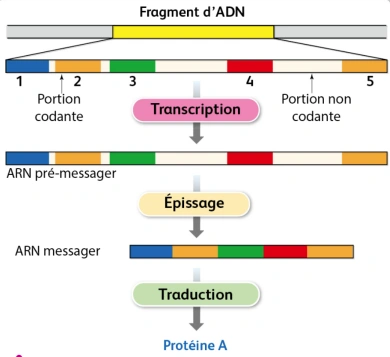 Fragment d’ADN
1 2 3 4 5
Portion
codante
Portion non
codante
Transcription
ARN pré-messager
Épissage
ARN messager
Traduction
Protéine A